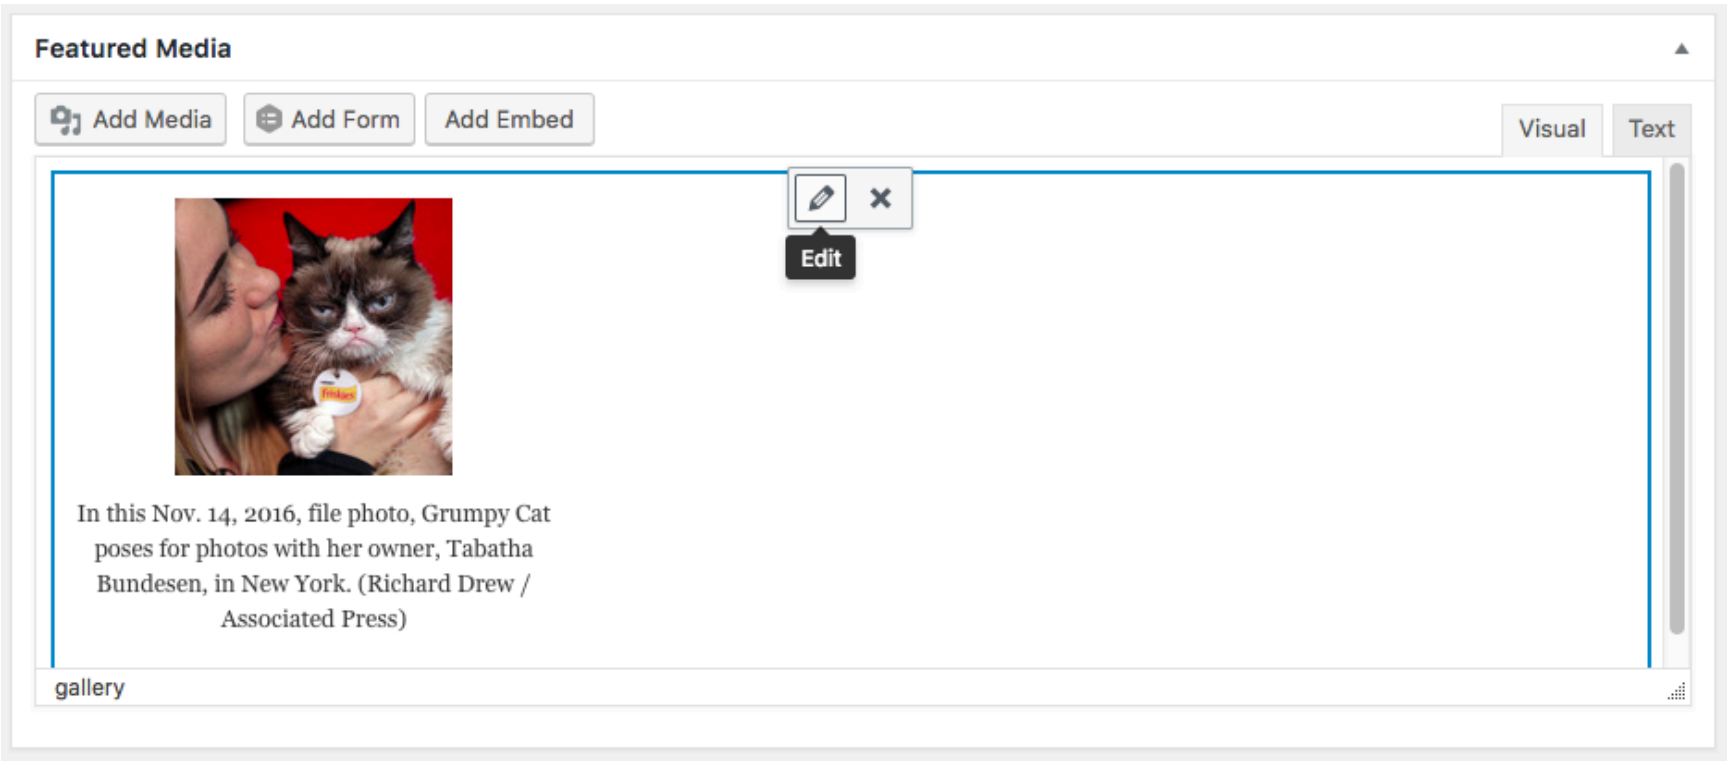 Featured Media
Add Media
Add Form
Add Embed
Visual
Text
Edit
Friskies
In this Nov. 14, 2016, file photo, Grumpy Cat
poses for photos with her owner, Tabatha
Bundesen, in New York. (Richard Drew /
Associated Press)
gallery